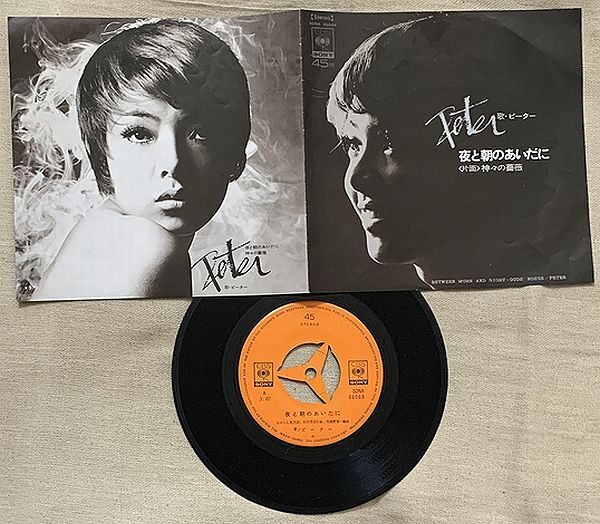 夜と朝のあいだに
神々の薔薇
Peter
歌・ピーター
【Stereo】
CBS
SONY
45
Peter
歌・ピーター
夜と朝のあいだに
〈片面〉神々の薔薇
BETWEEN MORN AND NIGHT・GODS' ROSES/PETER
45
STEREO
CBS
SONY
A
3:07
CBS
SONY
SONA
86069
夜と朝のあいだに
ピーター